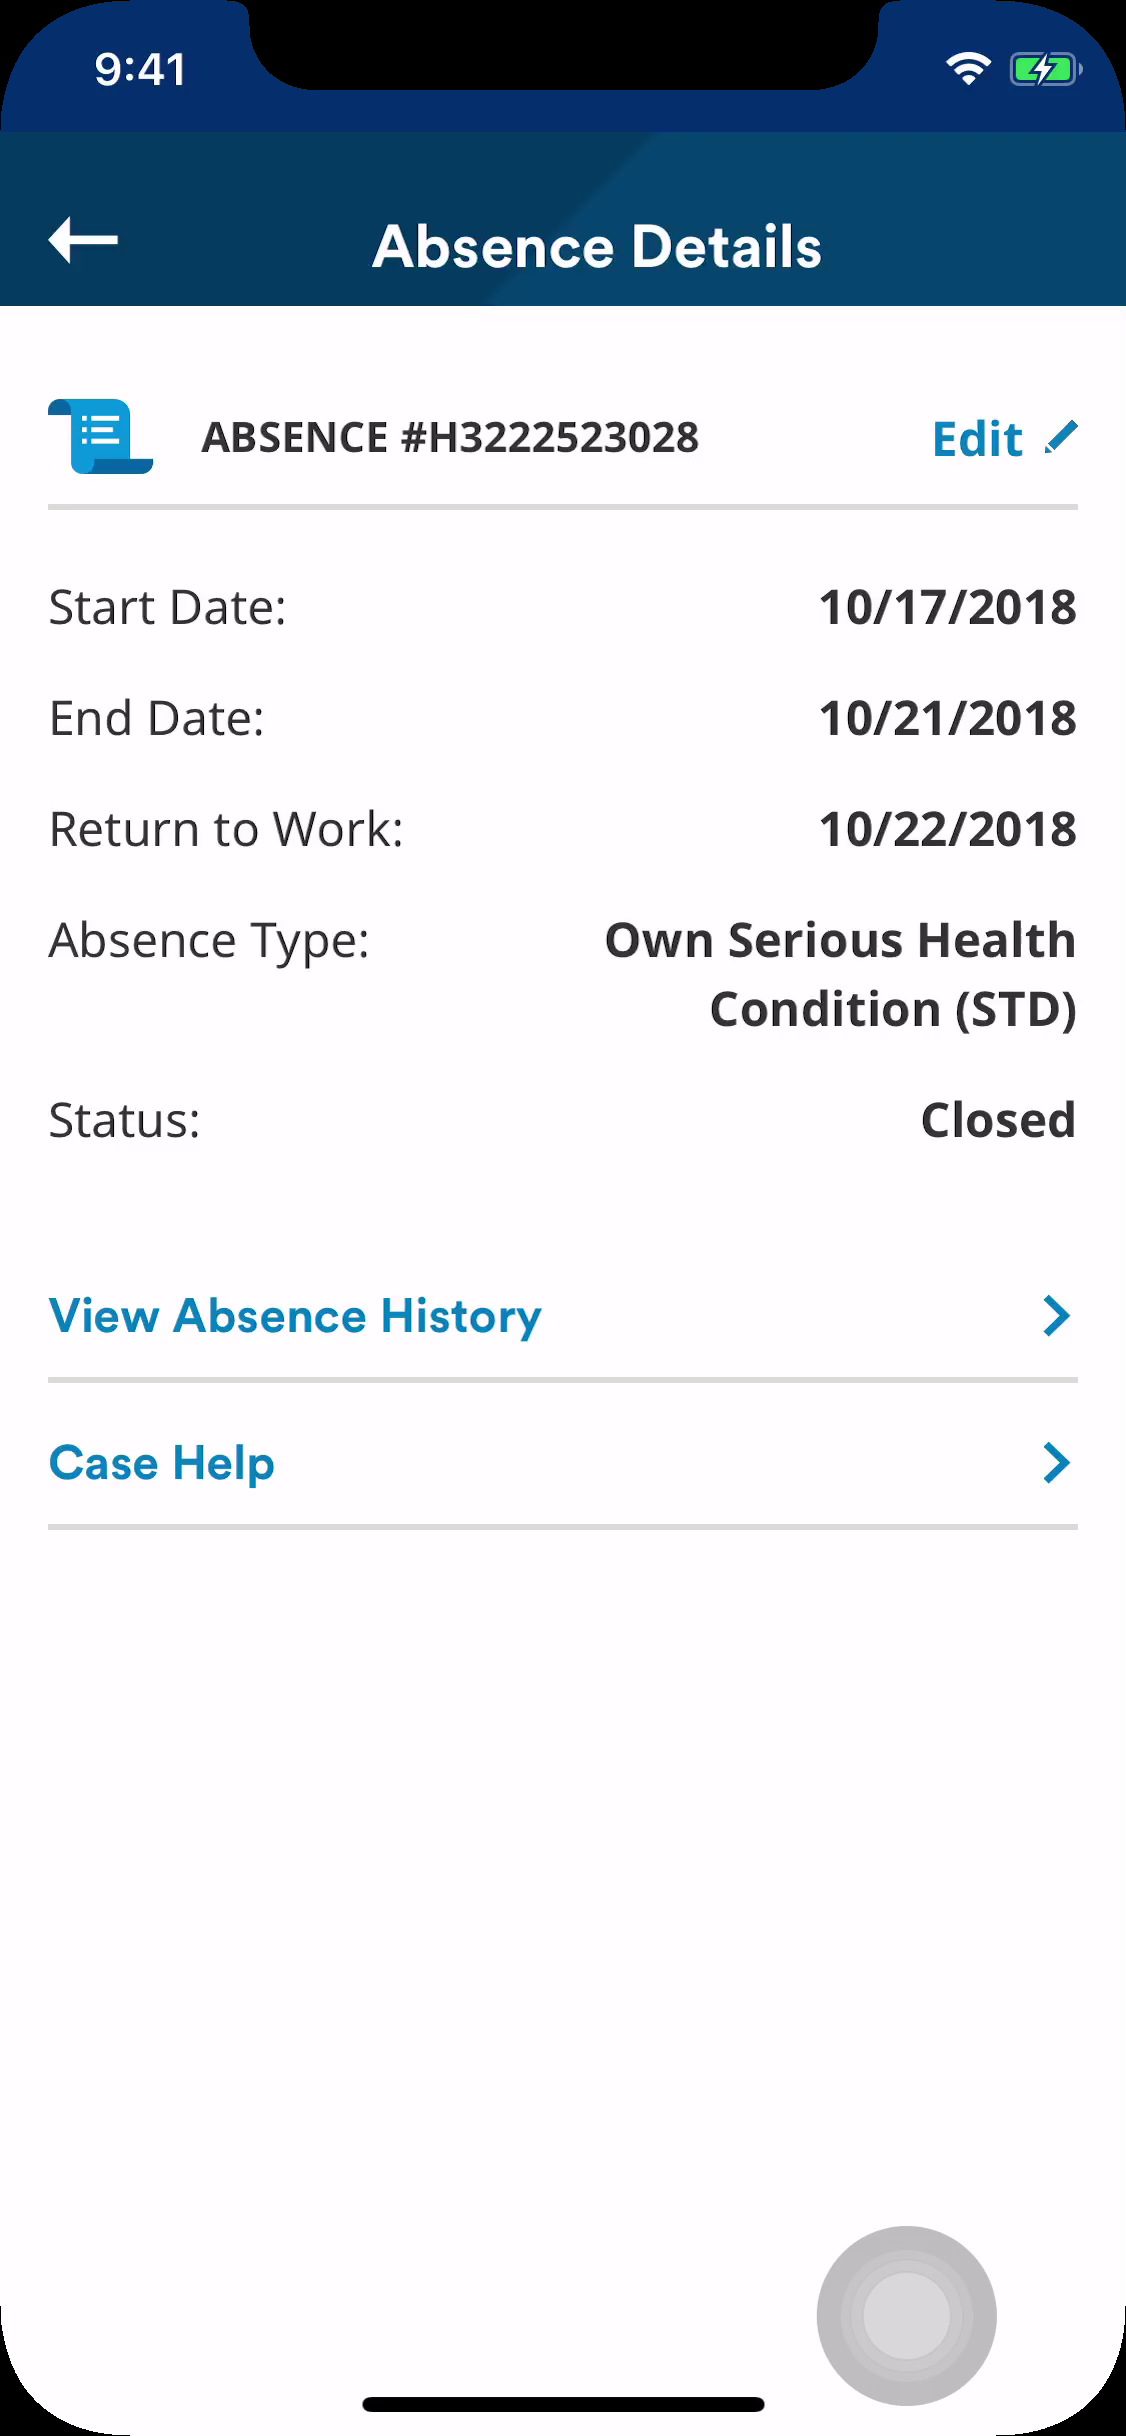 9:41
Absence Details
ABSENCE #H3222523028
Edit
Start Date: 10/17/2018
End Date: 10/21/2018
Return to Work: 10/22/2018
Absence Type: Own Serious Health
Condition (STD)
Status: Closed
View Absence History
Case Help